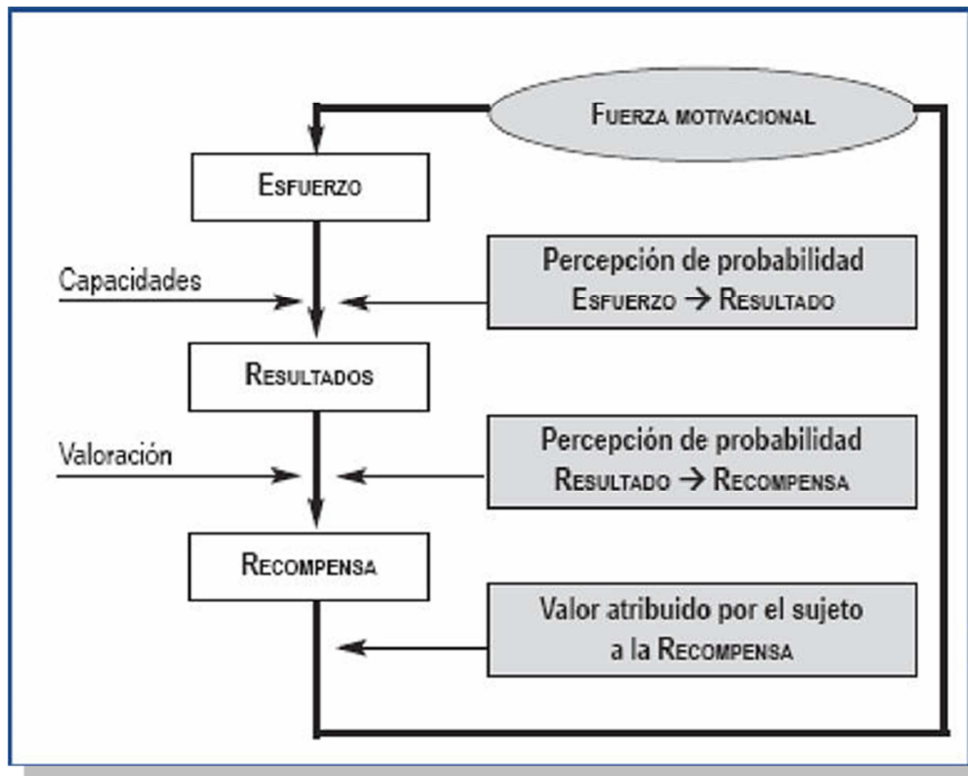 FUERZA MOTIVACIONAL
ESFUERZO
Percepción de probabilidad
ESFUERZO → RESULTADO
Capacidades
RESULTADOS
Percepción de probabilidad
RESULTADO → RECOMPENSA
Valoración
RECOMPENSA
Valor atribuido por el sujeto
a la RECOMPENSA